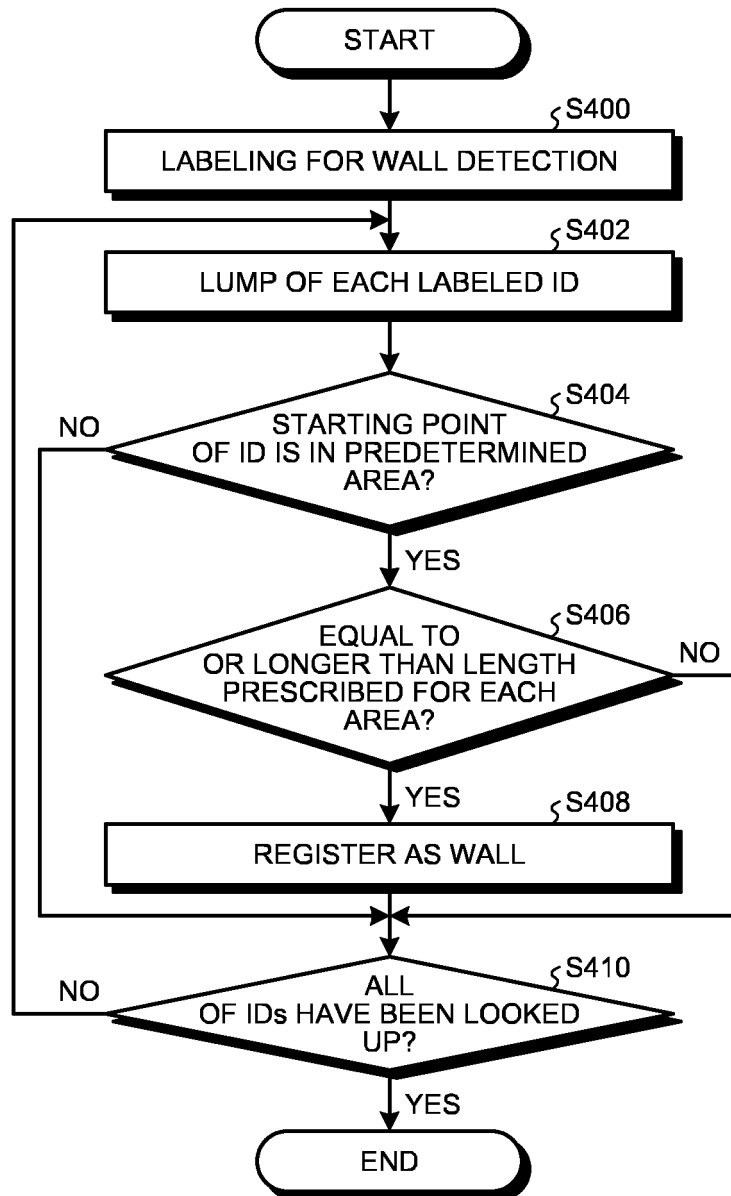 START
S400
LABELING FOR WALL DETECTION
S402
LUMP OF EACH LABELED ID
S404
NO
STARTING POINT
OF ID IS IN PREDETERMINED
AREA?
YES
S406
EQUAL TO
OR LONGER THAN LENGTH
PRESCRIBED FOR EACH
AREA?
NO
YES
S408
REGISTER AS WALL
S410
NO
ALL
OF IDs HAVE BEEN LOOKED
UP?
YES
END